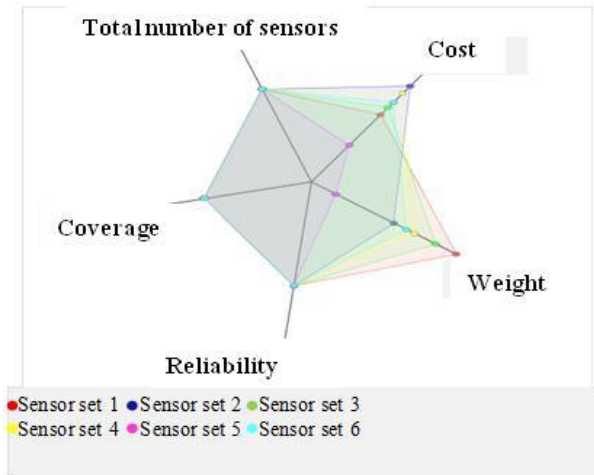 Total number of sensors
Cost
Coverage
Weight
Reliability
Sensor set 1 Sensor set 2 Sensor set 3
Sensor set 4 Sensor set 5 Sensor set 6